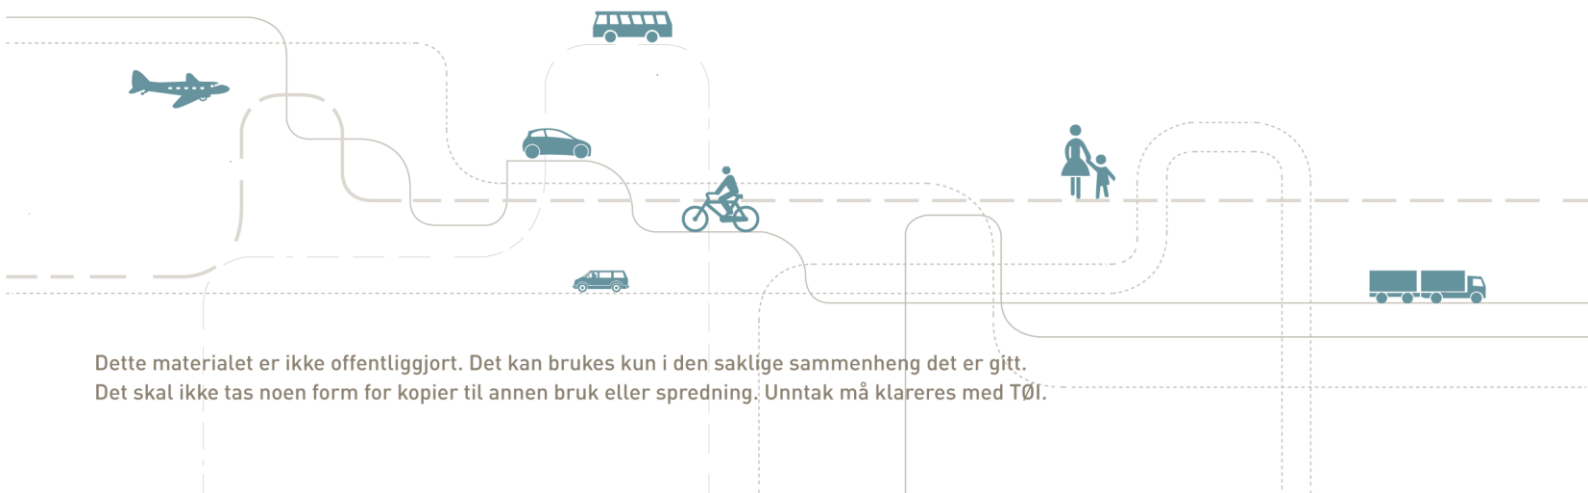 Dette materialet er ikke offentliggjort. Det kan brukes kun i den saklige sammenheng det er gitt.
Det skal ikke tas noen form for kopier til annen bruk eller spredning. Unntak må klareres med TØI.